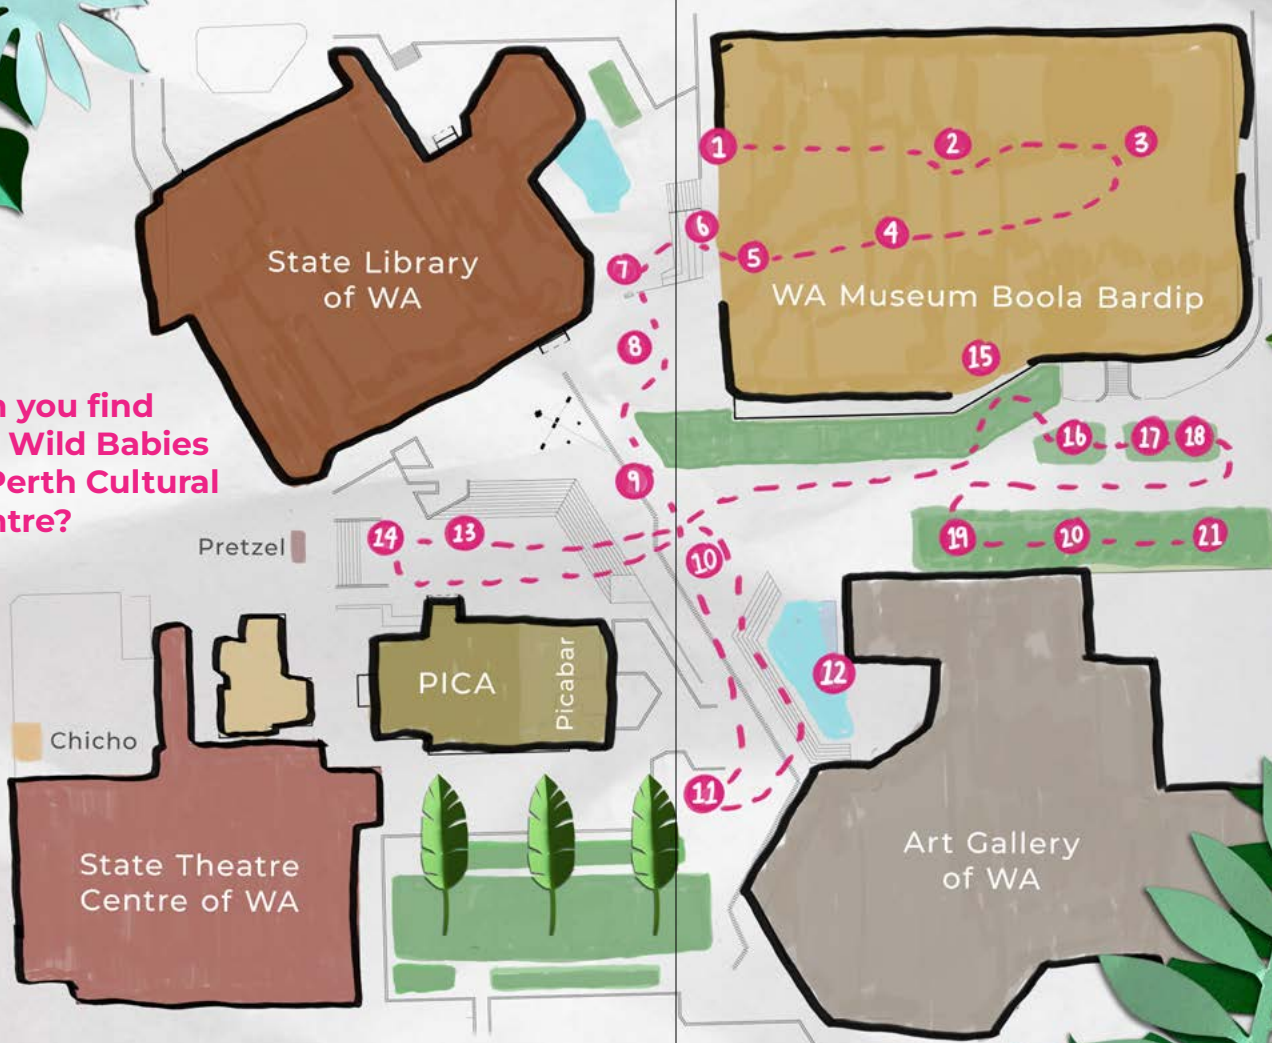 State Library
of WA
WA Museum Boola Bardip
1
2
3
4
5
6
7
8
9
10
11
12
13
14
15
16
17
18
19
20
21
you find
Wild Babies
Perth Cultural
Pretzel
PICA
Picabar
Chicho
State Theatre
Centre of WA
Art Gallery
of WA